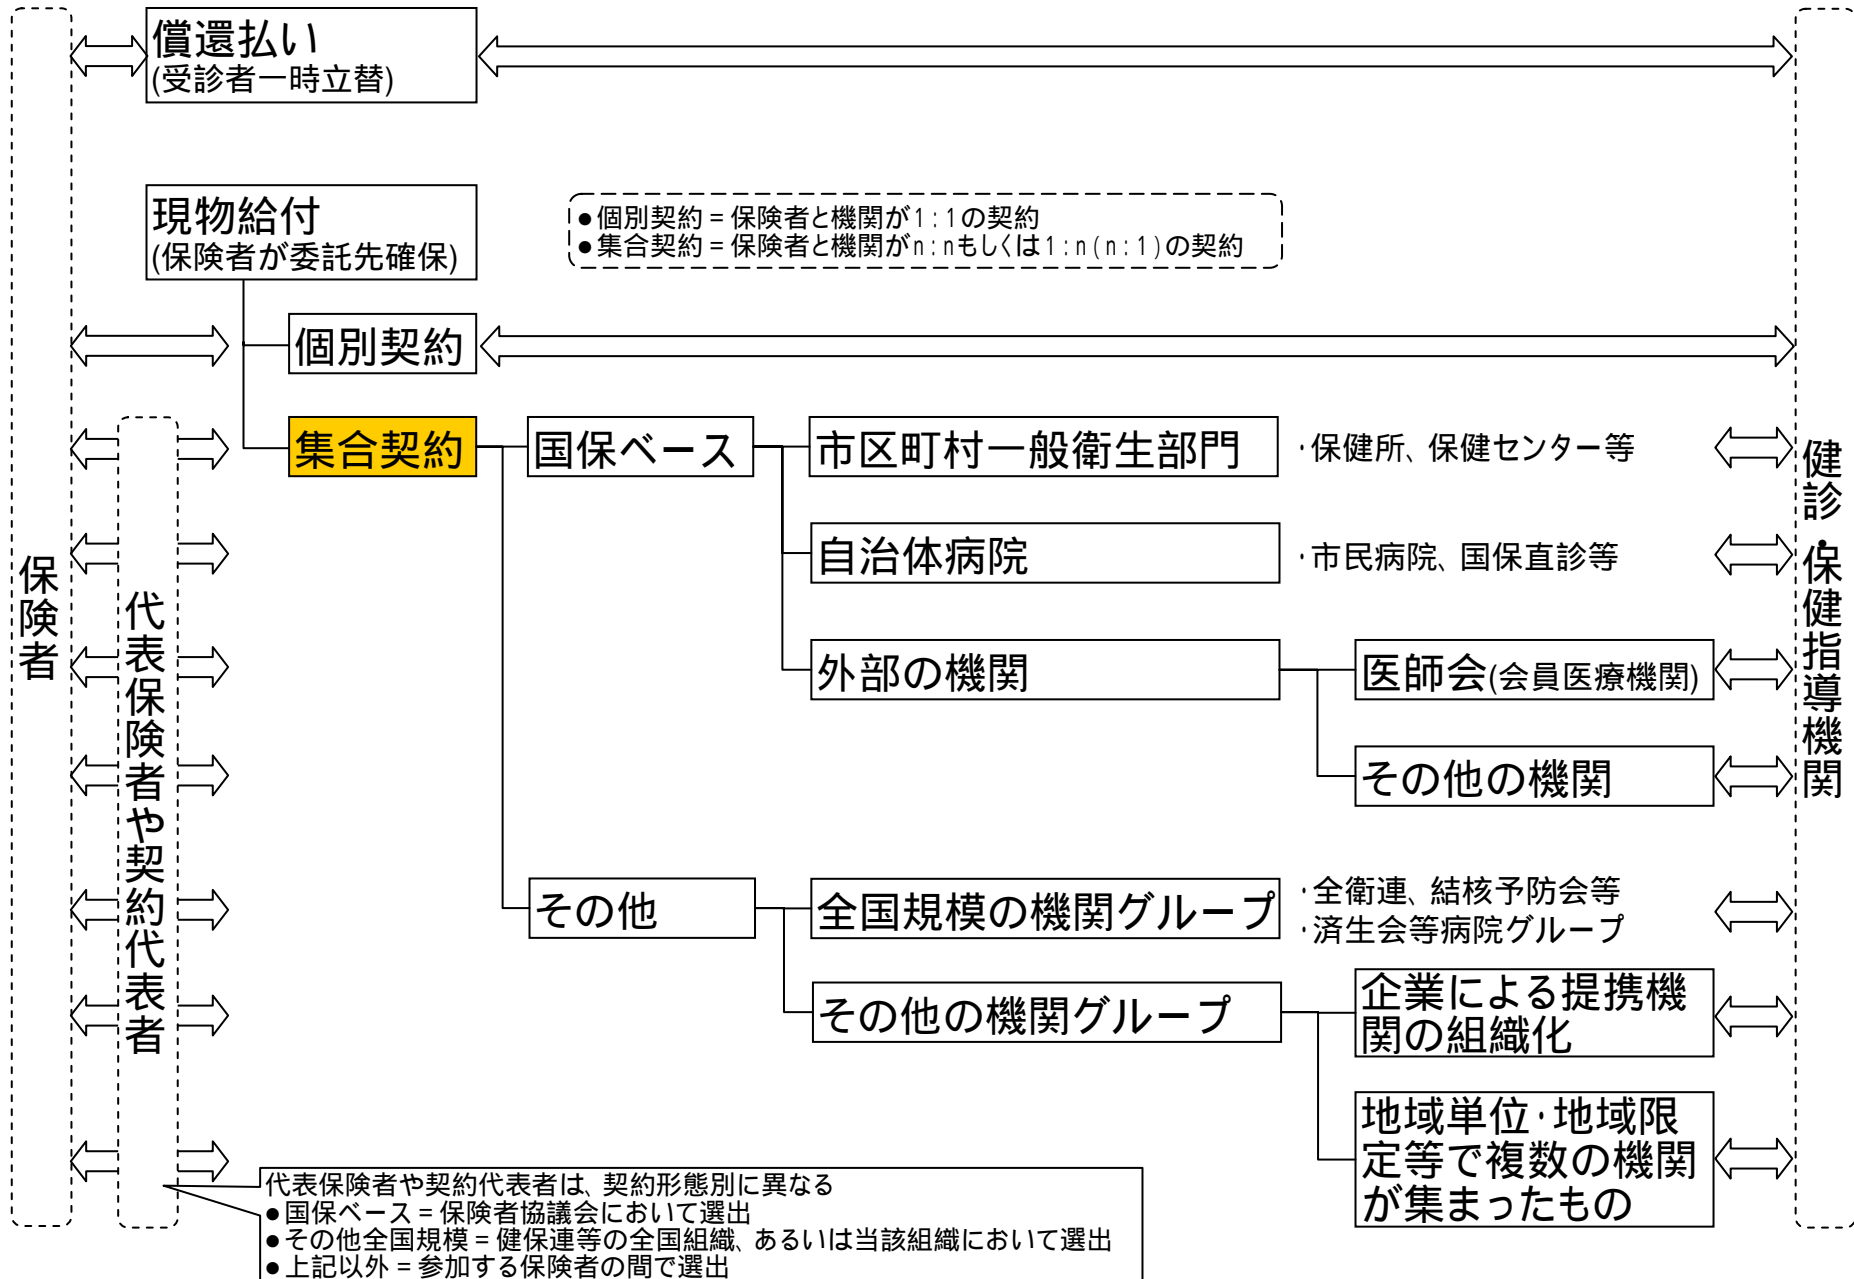 償還払い
(受診者一時立替)
現物給付
(保険者が委託先確保)
●個別契約＝保険者と機関が1:1の契約
●集合契約＝保険者と機関がn:nもしくは1:n(n:1)の契約
個別契約
集合契約
国保ベース
市区町村一般衛生部門
・保健所、保健センター等
自治体病院
・市民病院、国保直診等
外部の機関
医師会(会員医療機関)
その他の機関
その他
全国規模の機関グループ
・全衛連、結核予防会等
・済生会等病院グループ
その他の機関グループ
企業による提携機
関の組織化
地域単位・地域限
定等で複数の機関
が集まったもの
保険者
代表保険者や契約代表者
健診・保健指導機関
代表保険者や契約代表者は、契約形態別に異なる
●国保ベース＝保険者協議会において選出
●その他全国規模＝健保連等の全国組織、あるいは当該組織において選出
●上記以外＝参加する保険者の間で選出